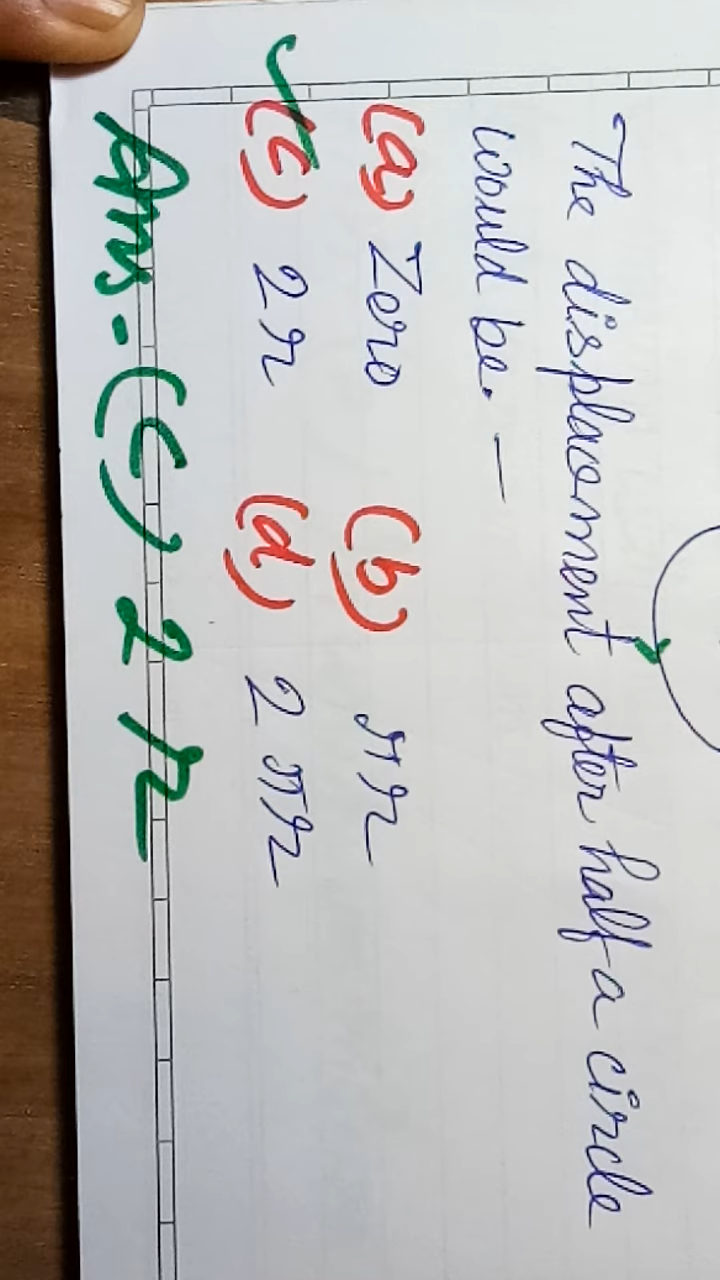 The displacement after half a circle
would be. —
(a) Zero (b) πr
(c) 2r (d) 2πr
Ans - (c) 2r